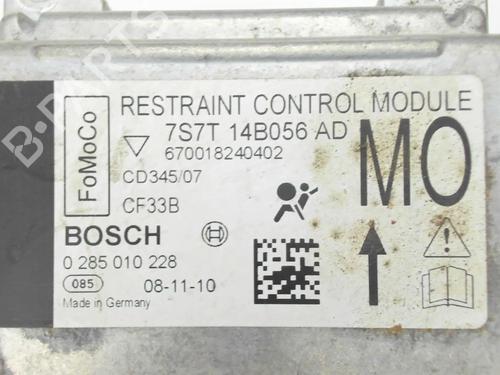 FoMoCo
RESTRAINT CONTROL MODULE
7S7T 14B056 AD
670018240402
CD345/07
CF33B
MO
BOSCH
0 285 010 228
085
08-11-10
Made in Germany
B-PARTS